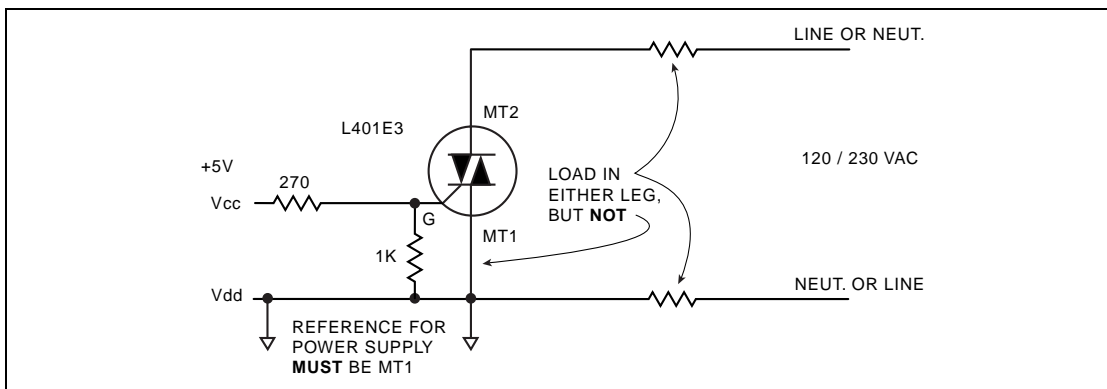 LINE OR NEUT.
MT2
L401E3
120 / 230 VAC
+5V
LOAD IN
EITHER LEG,
BUT NOT
270
Vcc
G
MT1
1K
NEUT. OR LINE
Vdd
REFERENCE FOR
POWER SUPPLY
MUST BE MT1